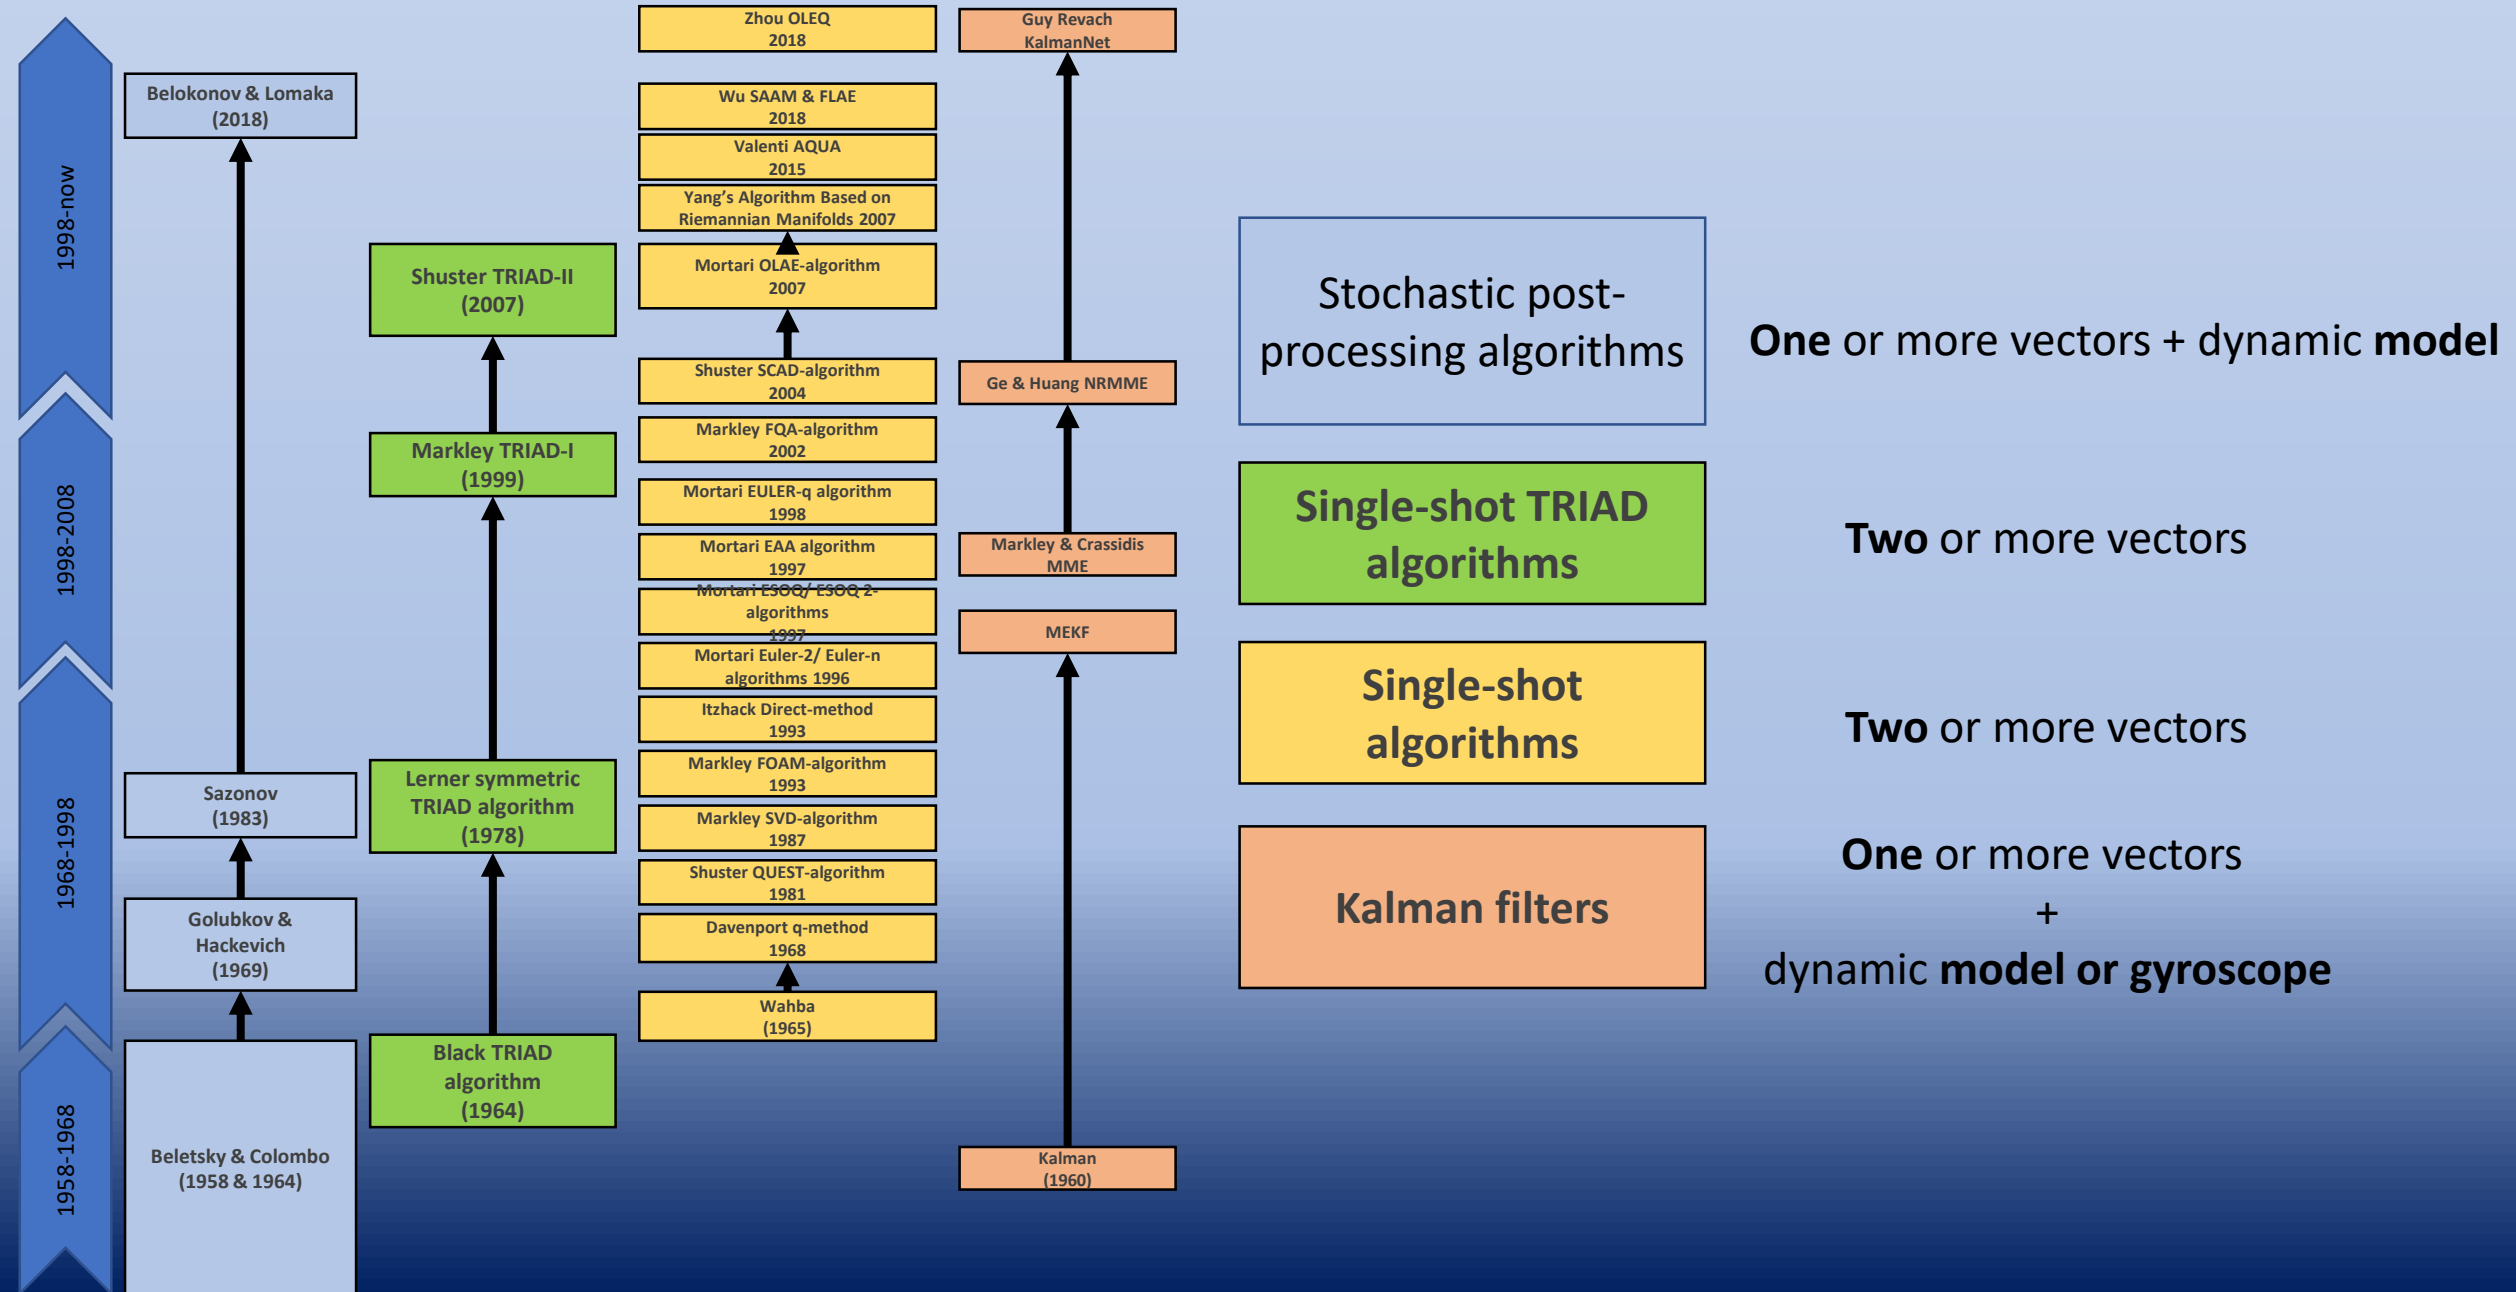 1998-now
1998-2008
1968-1998
1958-1968
Belokonov & Lomaka
(2018)
Sazonov
(1983)
Golubkov &
Hackevich
(1969)
Beletsky & Colombo
(1958 & 1964)
Shuster TRIAD-II
(2007)
Markley TRIAD-I
(1999)
Lerner symmetric
TRIAD algorithm
(1978)
Black TRIAD
algorithm
(1964)
Zhou OLEQ
2018
Wu SAAM & FLAE
2018
Valenti AQUA
2015
Yang’s Algorithm Based on
Riemannian Manifolds 2007
Mortari OLAE-algorithm
2007
Shuster SCAD-algorithm
2004
Markley FQA-algorithm
2002
Mortari EULER-q algorithm
1998
Mortari EAA algorithm
1997
Mortari ESOQ/ ESOQ 2-
algorithms
1997
Mortari Euler-2/ Euler-n
algorithms 1996
Itzhack Direct-method
1993
Markley FOAM-algorithm
1993
Markley SVD-algorithm
1987
Shuster QUEST-algorithm
1981
Davenport q-method
1968
Wahba
(1965)
Guy Revach
KalmanNet
Ge & Huang NRMME
Markley & Crassidis
MME
MEKF
Kalman
(1960)
Stochastic post-
processing algorithms
One or more vectors + dynamic model
Single-shot TRIAD
algorithms
Two or more vectors
Single-shot
algorithms
Two or more vectors
Kalman filters
One or more vectors
+
dynamic model or gyroscope